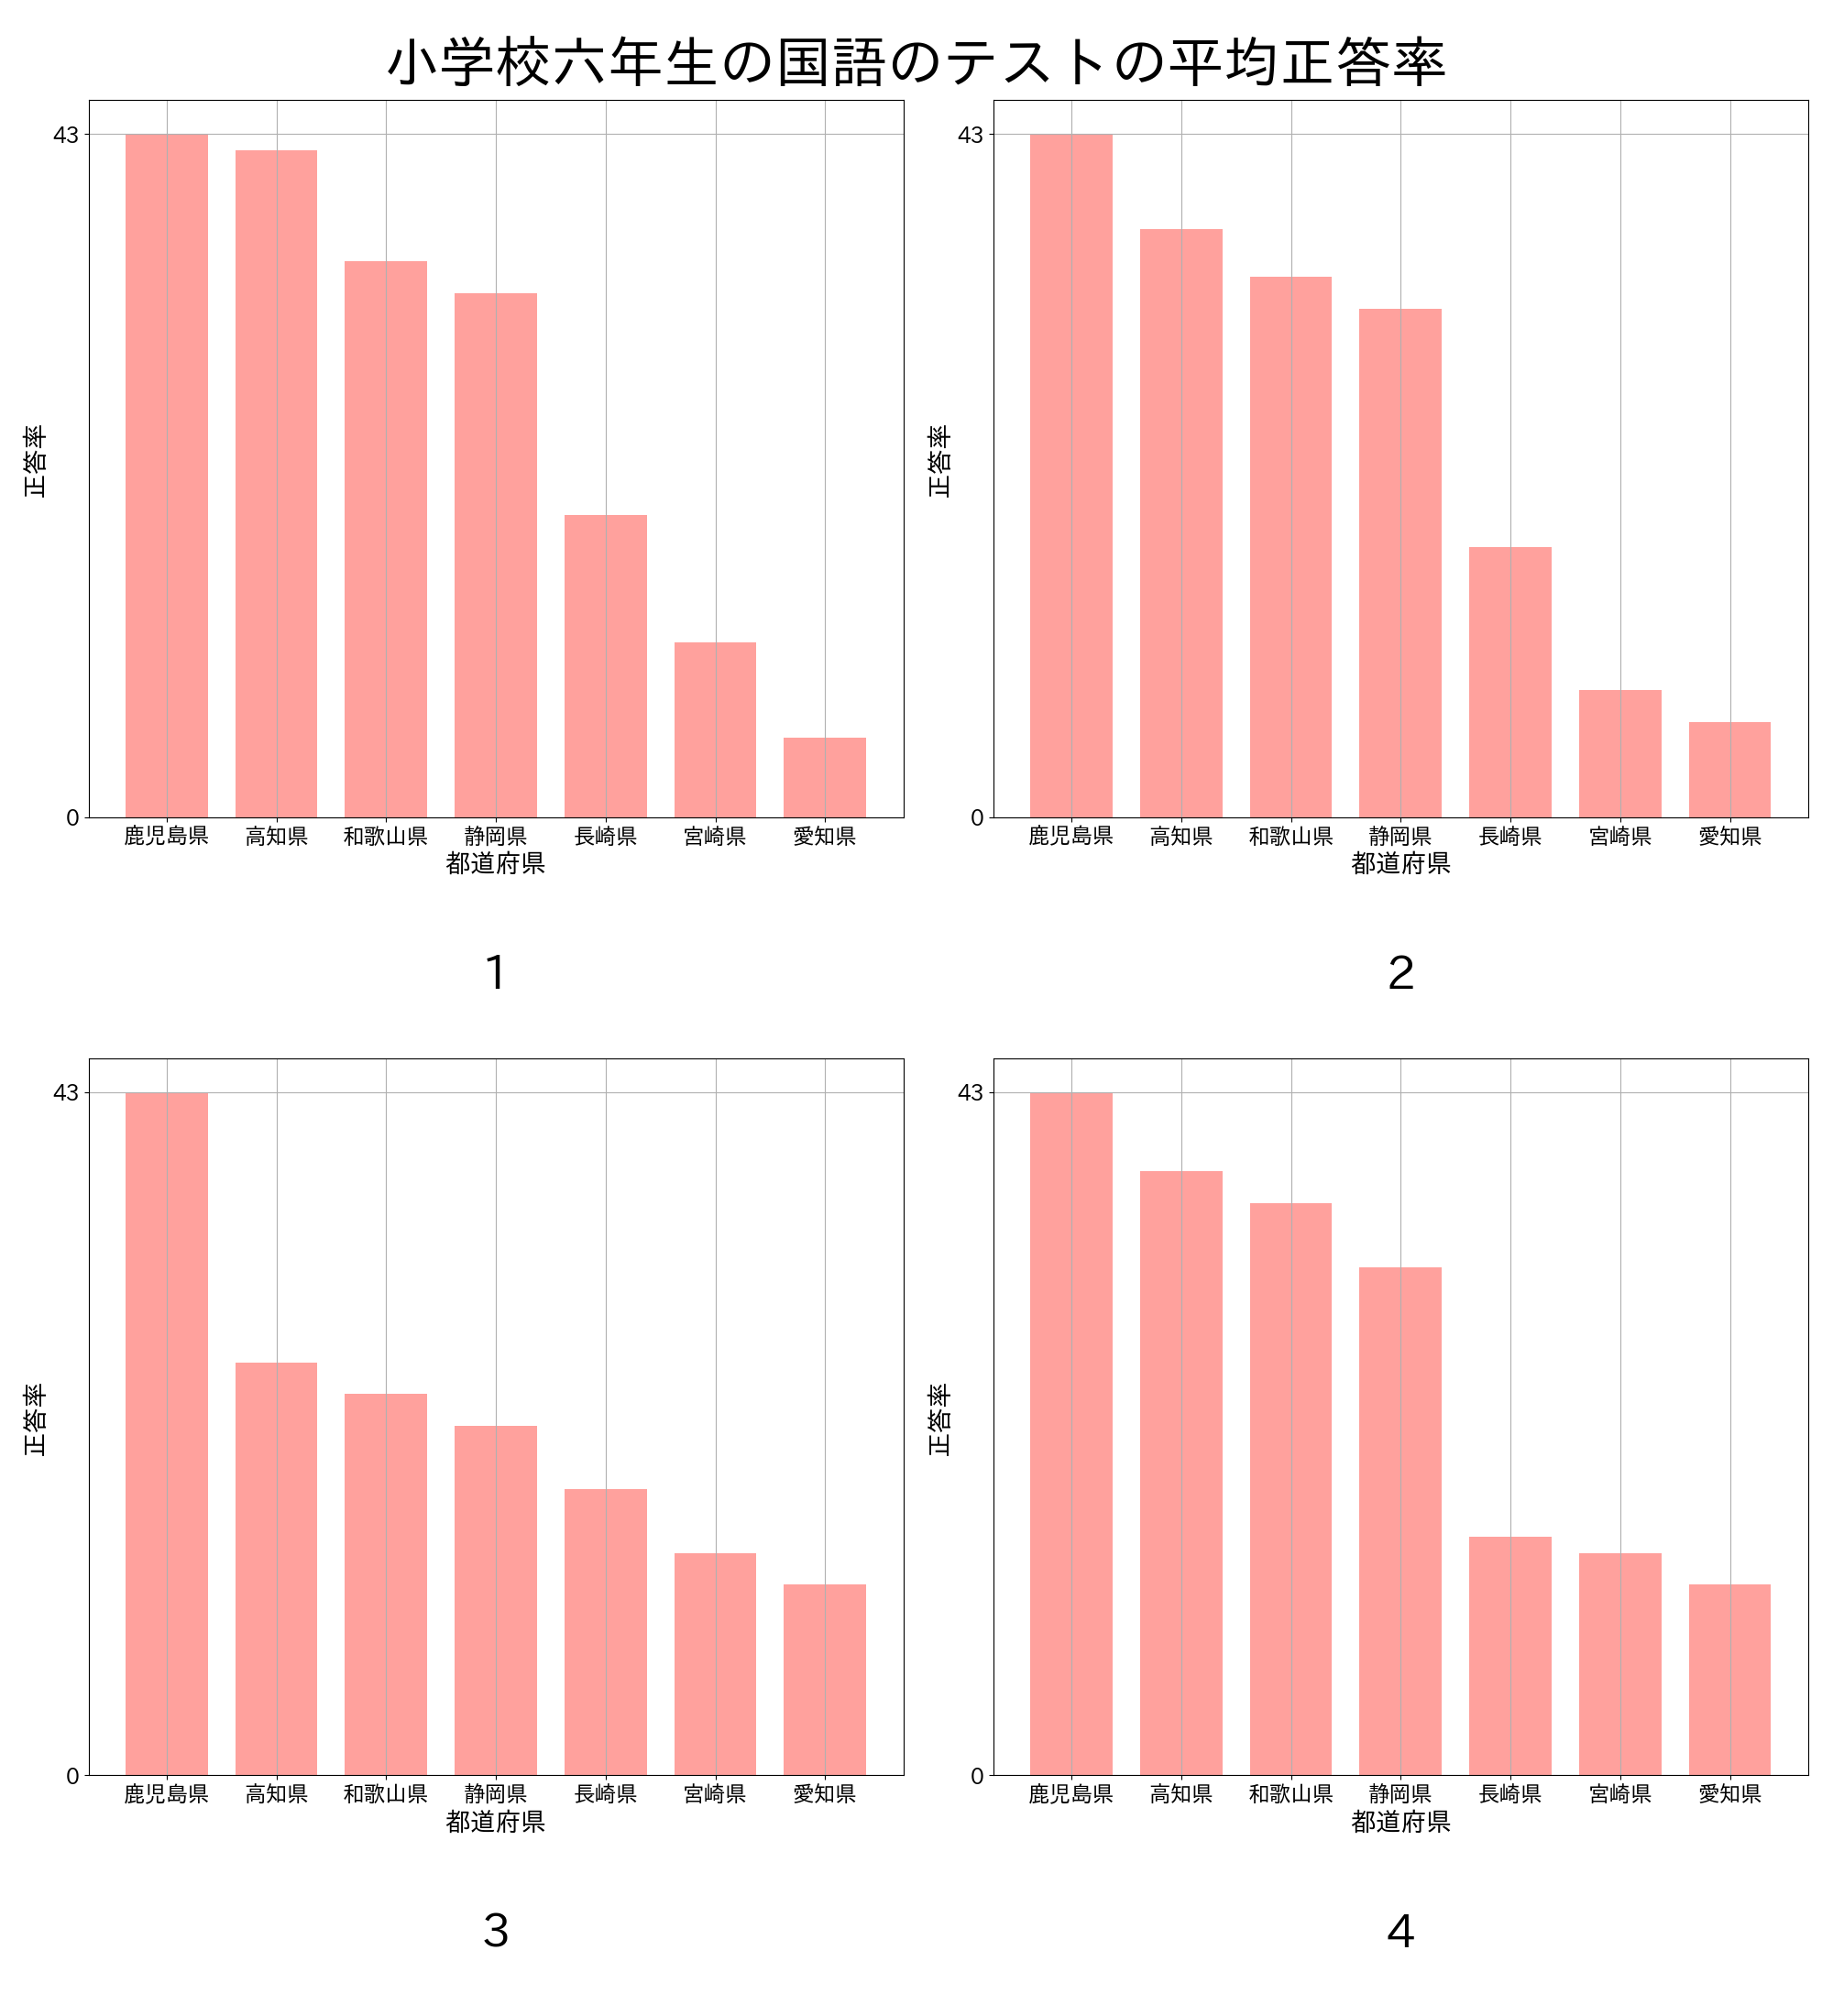 小学校六年生の国語のテストの平均正答率
43
0
正答率
鹿児島県 高知県 和歌山県 静岡県 長崎県 宮崎県 愛知県
都道府県
1
43
0
正答率
鹿児島県 高知県 和歌山県 静岡県 長崎県 宮崎県 愛知県
都道府県
2
43
0
正答率
鹿児島県 高知県 和歌山県 静岡県 長崎県 宮崎県 愛知県
都道府県
3
43
0
正答率
鹿児島県 高知県 和歌山県 静岡県 長崎県 宮崎県 愛知県
都道府県
4